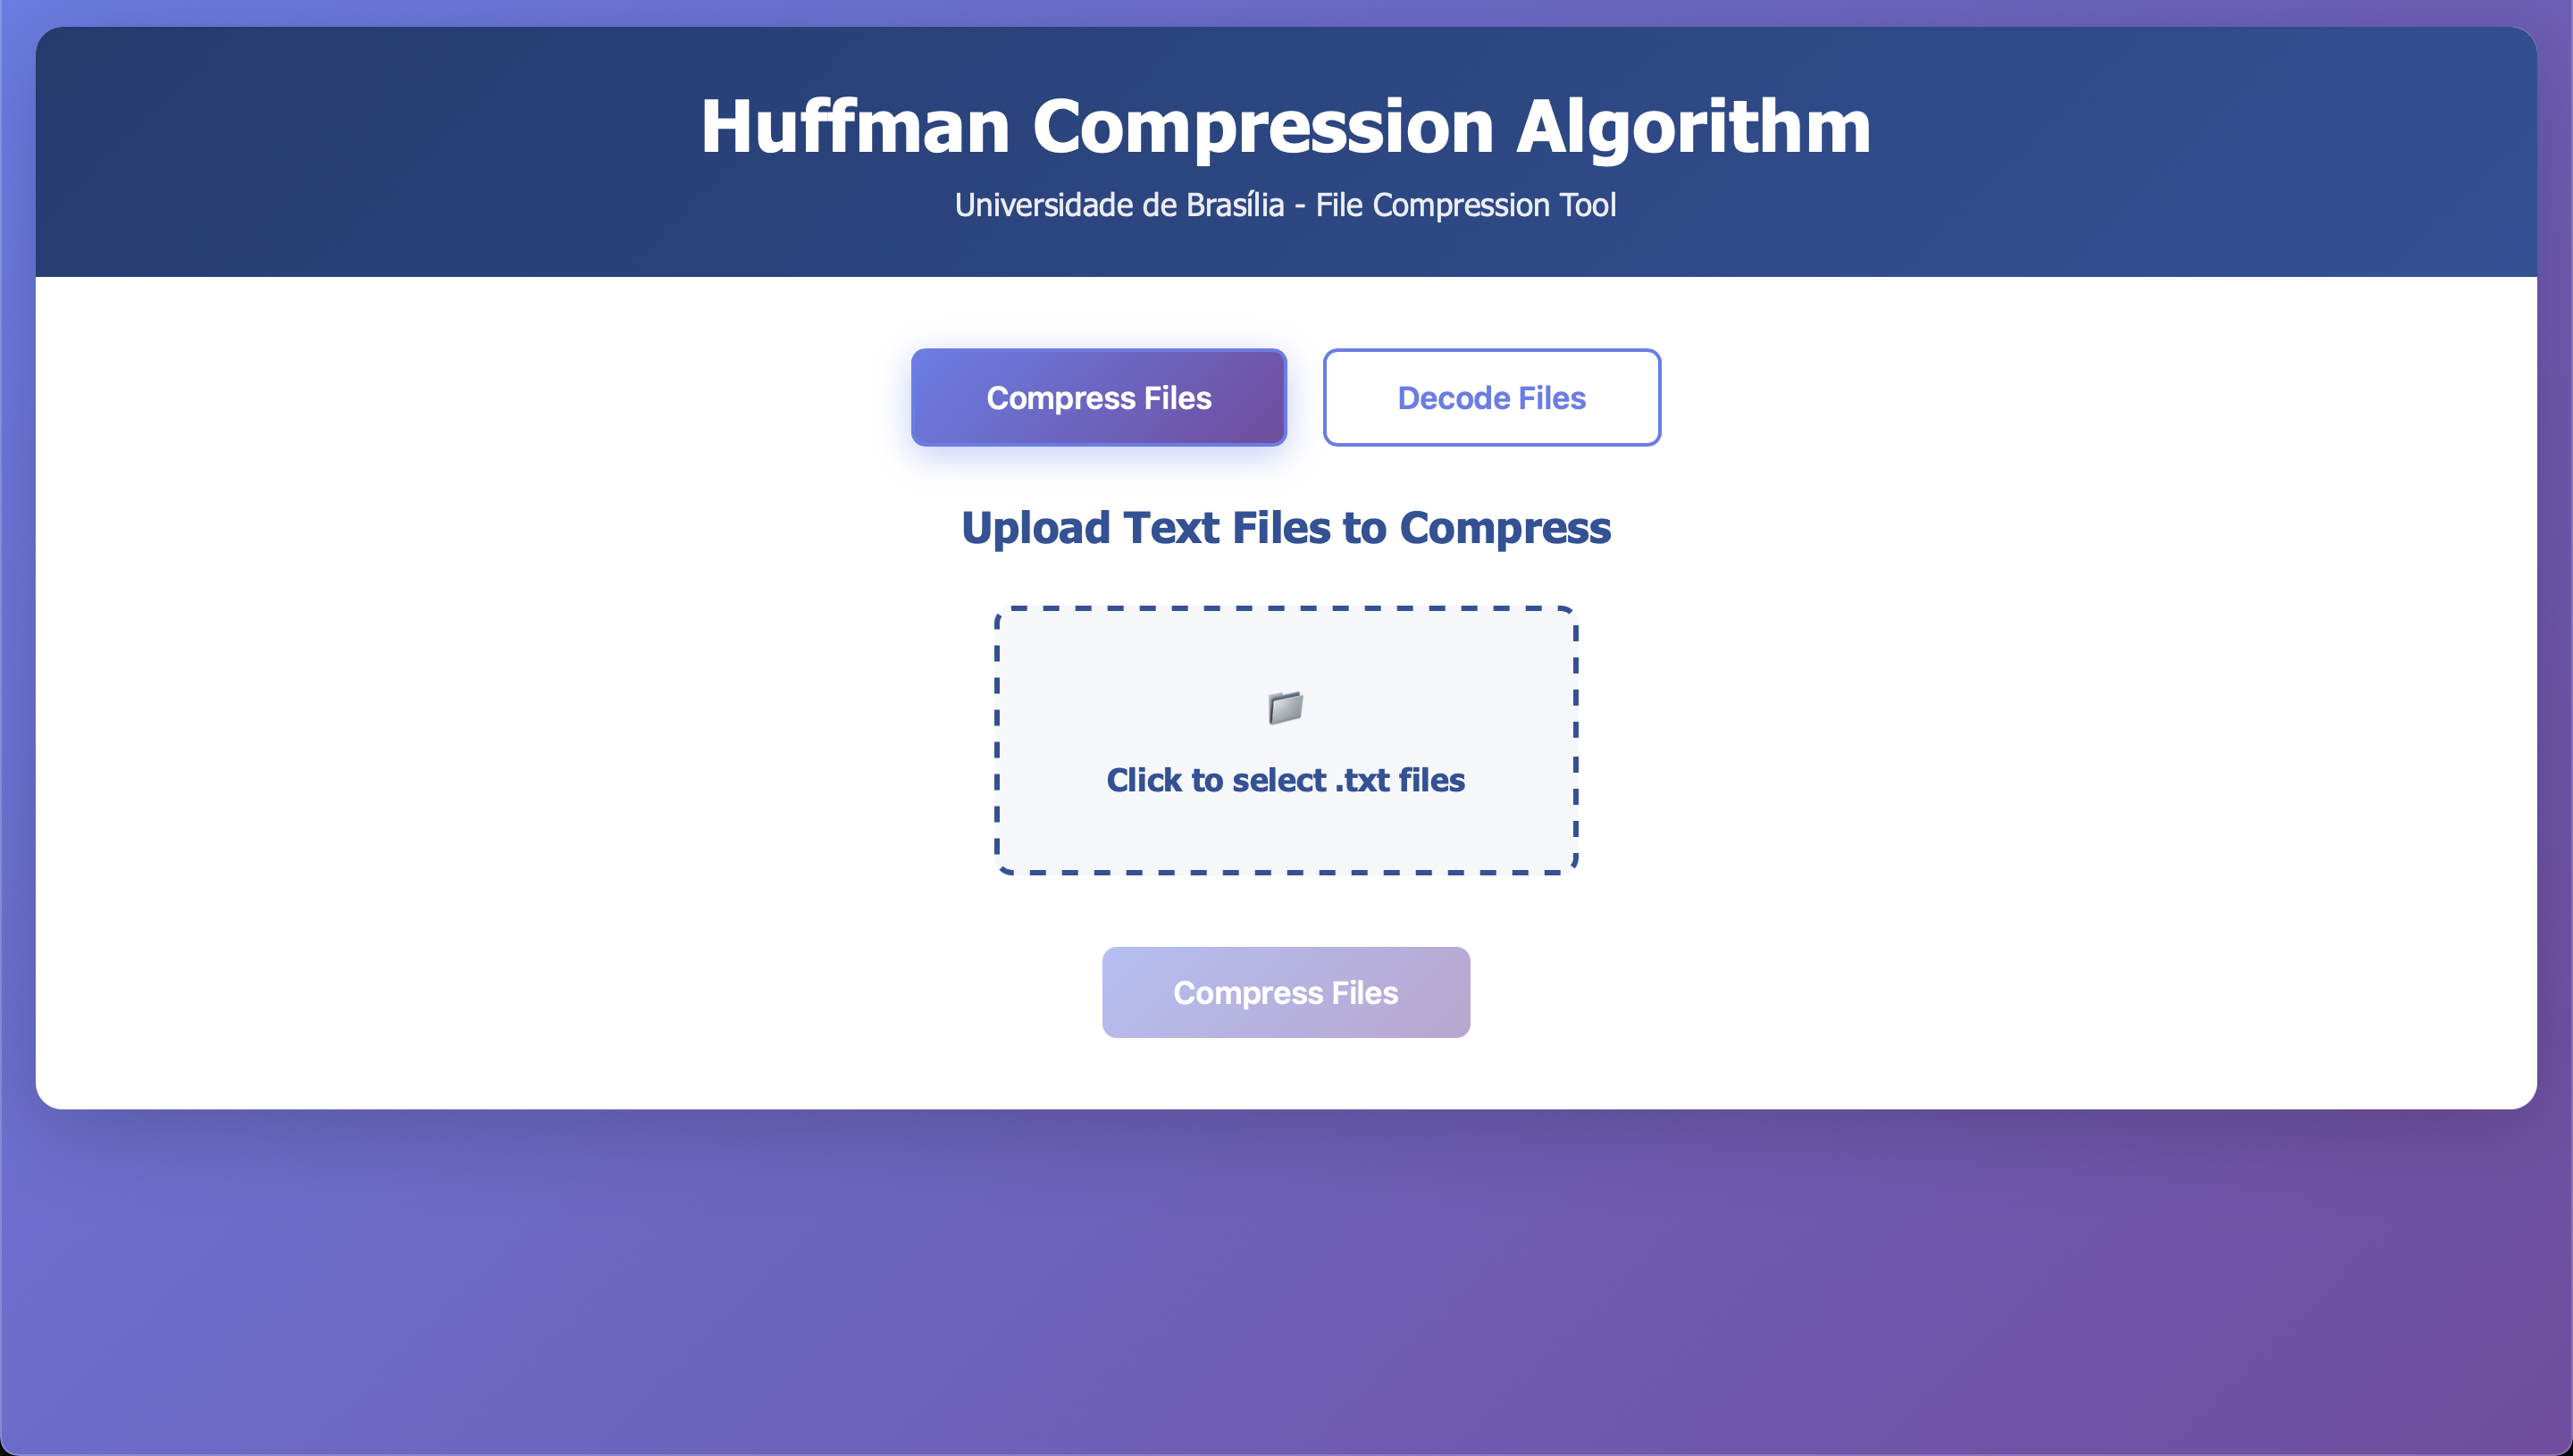 Huffman Compression Algorithm
Universidade de Brasília - File Compression Tool
Compress Files
Decode Files
Upload Text Files to Compress
Click to select .txt files
Compress Files